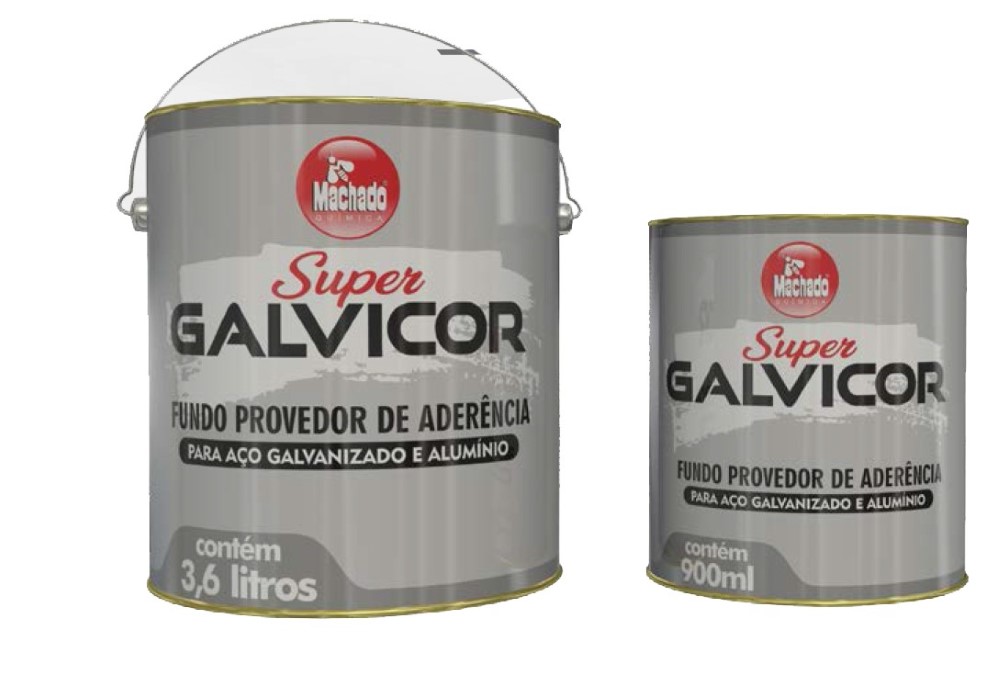 Machado
QUÍMICA
Super
GALVICOR
FUNDO PROVEDOR DE ADERÊNCIA
PARA AÇO GALVANIZADO E ALUMÍNIO
contém
3,6 litros
Machado
QUÍMICA
Super
GALVICOR
FUNDO PROVEDOR DE ADERÊNCIA
PARA AÇO GALVANIZADO E ALUMÍNIO
contém
900ml